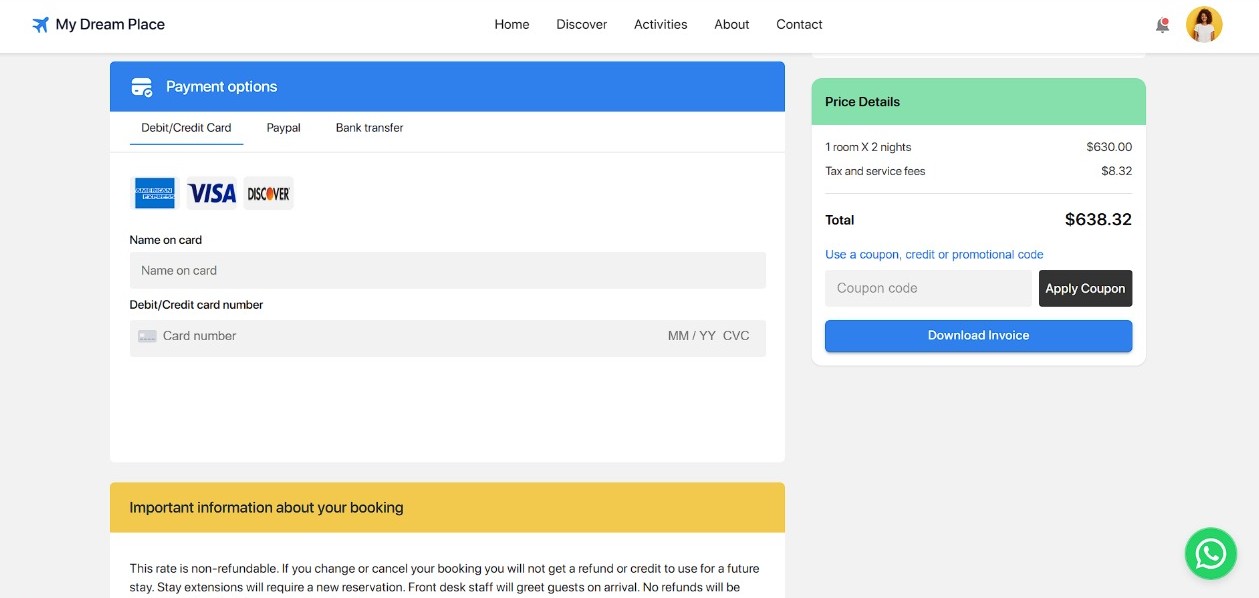 My Dream Place
Home
Discover
Activities
About
Contact
Payment options
Debit/Credit Card
Paypal
Bank transfer
AMERICAN
EXPRESS
VISA
DISCOVER
Name on card
Name on card
Debit/Credit card number
Card number
MM / YY CVC
Important information about your booking
This rate is non-refundable. If you change or cancel your booking you will not get a refund or credit to use for a future
stay. Stay extensions will require a new reservation. Front desk staff will greet guests on arrival. No refunds will be
Price Details
1 room X 2 nights
$630.00
Tax and service fees
$8.32
Total
$638.32
Use a coupon, credit or promotional code
Coupon code
Apply Coupon
Download Invoice